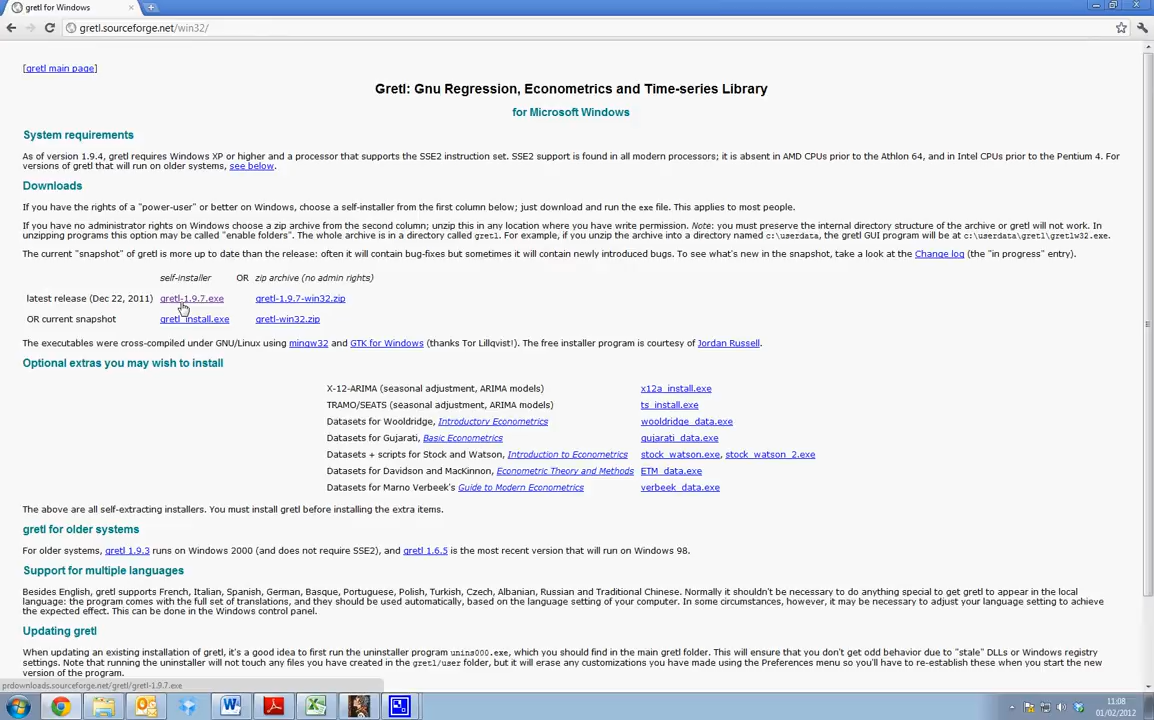 gretl for Windows
gretl.sourceforge.net/win32/
[gretl main page]
Gretl: Gnu Regression, Econometrics and Time-series Library
for Microsoft Windows
System requirements
As of version 1.9.4, gretl requires Windows XP or higher and a processor that supports the SSE2 instruction set. SSE2 support is found in all modern processors; it is absent in AMD CPUs prior to the Athlon 64, and in Intel CPUs prior to the Pentium 4. For
versions of gretl that will run on older systems, see below.
Downloads
If you have the rights of a "power-user" or better on Windows, choose a self-installer from the first column below; just download and run the exe file. This applies to most people.
If you have no administrator rights on Windows choose a zip archive from the second column; unzip this in any location where you have write permission. Note: you must preserve the internal directory structure of the archive or gretl will not work. In
unzipping programs this option may be called "enable folders". The whole archive is in a directory called gretl. For example, if you unzip the archive into a directory named c:\userdata, the gretl GUI program will be at c:\userdata\gretl\gretlw32.exe.
The current "snapshot" of gretl is more up to date than the release: often it will contain bug-fixes but sometimes it will contain newly introduced bugs. To see what's new in the snapshot, take a look at the Change log (the "in progress" entry).
self-installer OR zip archive (no admin rights)
latest release (Dec 22, 2011) gretl-1.9.7.exe gretl-1.9.7-win32.zip
OR current snapshot gretl_install.exe gretl-win32.zip
The executables were cross-compiled under GNU/Linux using mingw32 and GTK for Windows (thanks Tor Lillqvist!). The free installer program is courtesy of Jordan Russell.
Optional extras you may wish to install
X-12-ARIMA (seasonal adjustment, ARIMA models) x12a_install.exe
TRAMO/SEATS (seasonal adjustment, ARIMA models) ts_install.exe
Datasets for Wooldridge, Introductory Econometrics wooldridge_data.exe
Datasets for Gujarati, Basic Econometrics gujarati_data.exe
Datasets + scripts for Stock and Watson, Introduction to Econometrics stock_watson.exe, stock_watson_2.exe
Datasets for Davidson and MacKinnon, Econometric Theory and Methods ETM_data.exe
Datasets for Marno Verbeek's Guide to Modern Econometrics verbeek_data.exe
The above are all self-extracting installers. You must install gretl before installing the extra items.
gretl for older systems
For older systems, gretl 1.9.3 runs on Windows 2000 (and does not require SSE2), and gretl 1.6.5 is the most recent version that will run on Windows 98.
Support for multiple languages
Besides English, gretl supports French, Italian, Spanish, German, Basque, Portuguese, Polish, Turkish, Czech, Albanian, Russian and Traditional Chinese. Normally it shouldn't be necessary to do anything special to get gretl to appear in the local
language: the program comes with the full set of translations, and they should be used automatically, based on the language setting of your computer. In some circumstances, however, it may be necessary to adjust your language setting to achieve
the expected effect. This can be done in the Windows control panel.
Updating gretl
When updating an existing installation of gretl, it's a good idea to first run the uninstaller program unins000.exe, which you should find in the main gretl folder. This will ensure that you don't get odd behavior due to "stale" DLLs or Windows registry
settings. Note that running the uninstaller will not touch any files you have created in the gretl/user folder, but it will erase any customizations you have made using the Preferences menu so you'll have to re-establish these when you start the new
version of the program.
prdownloads.sourceforge.net/gretl/gretl-1.9.7.exe
11:08
01/02/2012